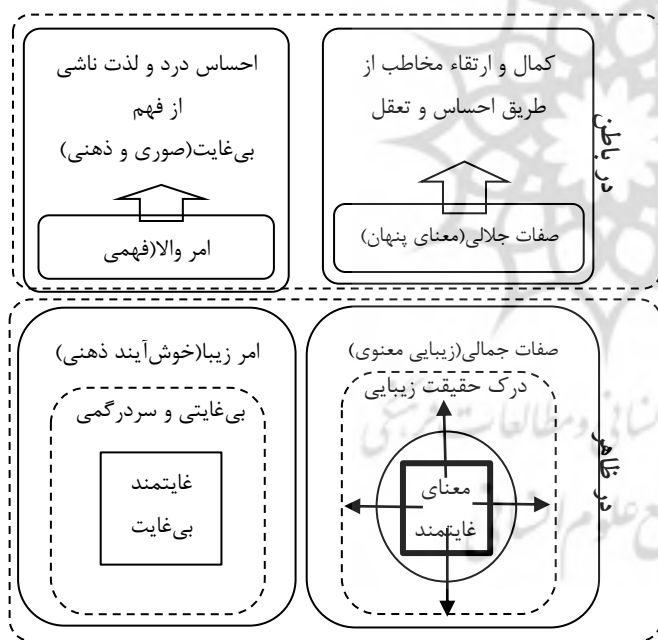 در باطن
کمال و ارتقاء مخاطب از
طریق احساس و تعقل
صفات جلالی(معنای پنهان)
احساس درد و لذت ناشی
از فهم
بی‌غایت(صوری و ذهنی)
امر والا(فهمی
در ظاهر
صفات جمالی(زیبایی معنوی)
درک حقیقت زیبایی
معنای
غایتمند
امر زیبا(خوش‌آیند ذهنی)
بی‌غایتی و سردرگمی
غایتمند
بی‌غایت